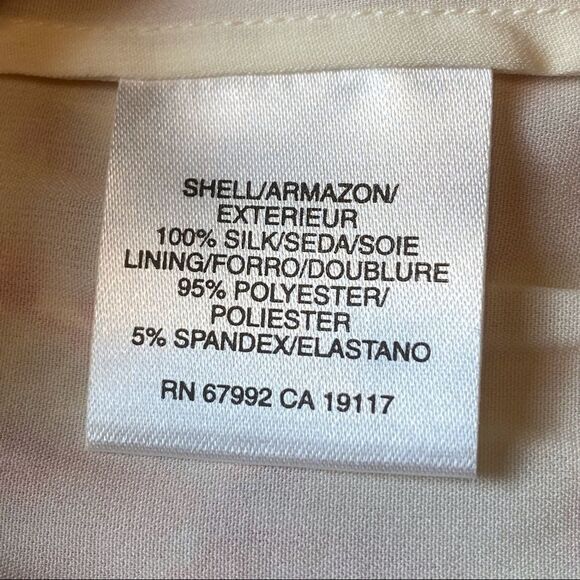 SHELL/ARMAZON/
EXTERIEUR
100% SILK/SEDA/SOIE
LINING/FORRO/DOUBLURE
95% POLYESTER/
POLIESTER
5% SPANDEX/ELASTANO
RN 67992 CA 19117